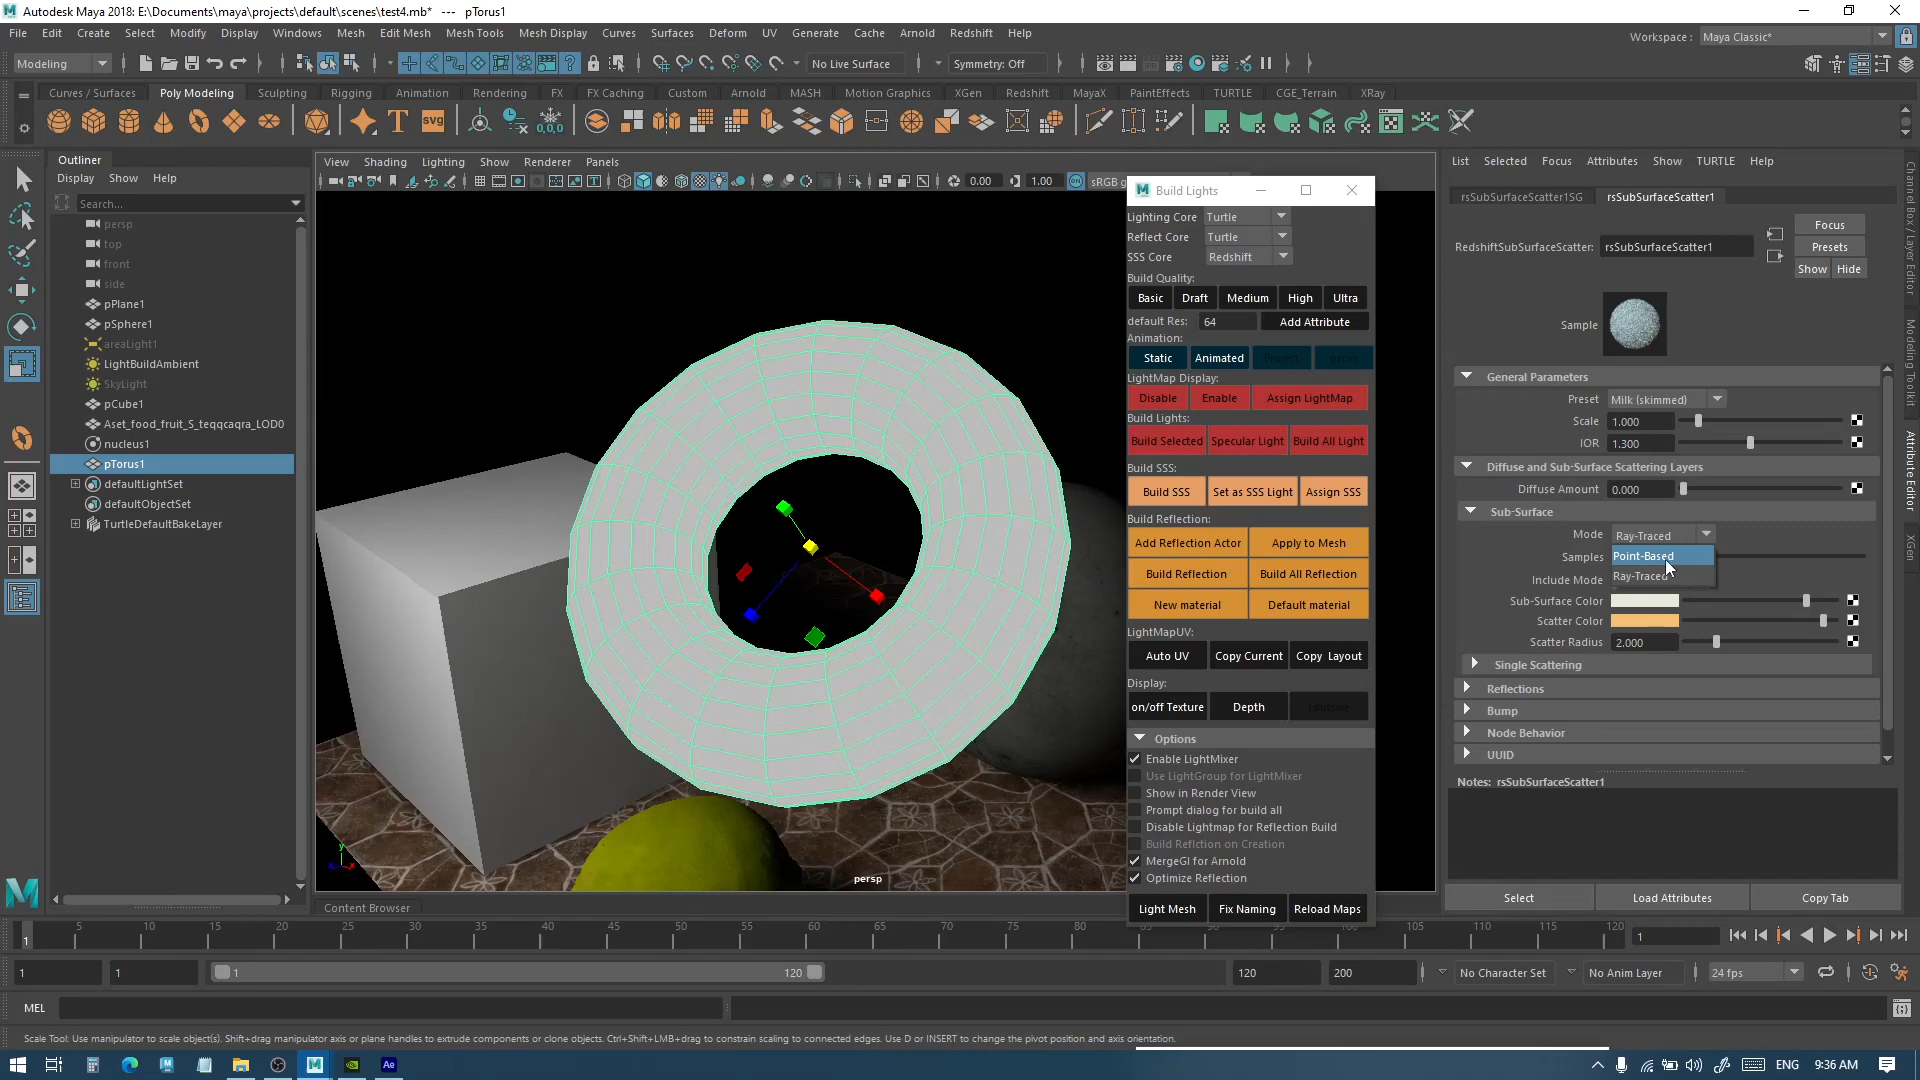 Autodesk Maya 2018: E:\Documents\maya\projects\default\scenes\test4.mb*   ---   pTorus1
File Edit Create Select Modify Display Windows Mesh Edit Mesh Mesh Tools Mesh Display Curves Surfaces Deform UV Generate Cache Arnold Redshift Help
Workspace : Maya Classic*
Modeling No Live Surface Symmetry: Off
Curves / Surfaces Poly Modeling Sculpting Rigging Animation Rendering FX FX Caching Custom Arnold MASH Motion Graphics XGen Redshift MayaX PaintEffects TURTLE CGE_Terrain XRay
T svg 0,0,0
Outliner
Display Show Help
Search...
persp
top
front
side
pPlane1
pSphere1
areaLight1
LightBuildAmbient
SkyLight
pCube1
Aset_food_fruit_S_teqqcaqra_LOD0
nucleus1
pTorus1
defaultLightSet
defaultObjectSet
TurtleDefaultBakeLayer
View Shading Lighting Show Renderer Panels
0.00 1.00 sRGB g
persp
Content Browser
Build Lights
Lighting Core Turtle
Reflect Core Turtle
SSS Core Redshift
Build Quality:
Basic Draft Medium High Ultra
default Res: 64 Add Attribute
Animation:
Static Animated
LightMap Display:
Disable Enable Assign LightMap
Build Lights:
Build Selected Specular Light Build All Light
Build SSS:
Build SSS Set as SSS Light Assign SSS
Build Reflection:
Add Reflection Actor Apply to Mesh
Build Reflection Build All Reflection
New material Default material
LightMapUV:
Auto UV Copy Current Copy Layout
Display:
on/off Texture Depth
Options
Enable LightMixer
Use LightGroup for LightMixer
Show in Render View
Prompt dialog for build all
Disable Lightmap for Reflection Build
Build Reflction on Creation
MergeGI for Arnold
Optimize Reflection
Light Mesh Fix Naming Reload Maps
List Selected Focus Attributes Show TURTLE Help
rsSubSurfaceScatter1SG rsSubSurfaceScatter1
Focus
RedshiftSubSurfaceScatter: rsSubSurfaceScatter1 Presets
Show Hide
Sample
General Parameters
Preset Milk (skimmed)
Scale 1.000
IOR 1.300
Diffuse and Sub-Surface Scattering Layers
Diffuse Amount 0.000
Sub-Surface
Mode Ray-Traced
Samples Point-Based
Include Mode Ray-Traced
Sub-Surface Color
Scatter Color
Scatter Radius 2.000
Single Scattering
Reflections
Bump
Node Behavior
UUID
Notes: rsSubSurfaceScatter1
Select Load Attributes Copy Tab
Channel Box / Layer Editor
Modeling Toolkit
Attribute Editor
XGen
1 5 10 15 20 25 30 35 40 45 50 55 60 65 70 75 80 85 90 95 100 105 110 115 120 1
1 1 1 120 120 200 No Character Set No Anim Layer 24 fps
MEL
Scale Tool: Use manipulator to scale object(s). Shift+drag manipulator axis or plane handles to extrude components or clone objects. Ctrl+Shift+LMB+drag to constrain scaling to connected edges. Use D or INSERT to change the pivot position and axis orientation.
Ae ENG 9:36 AM